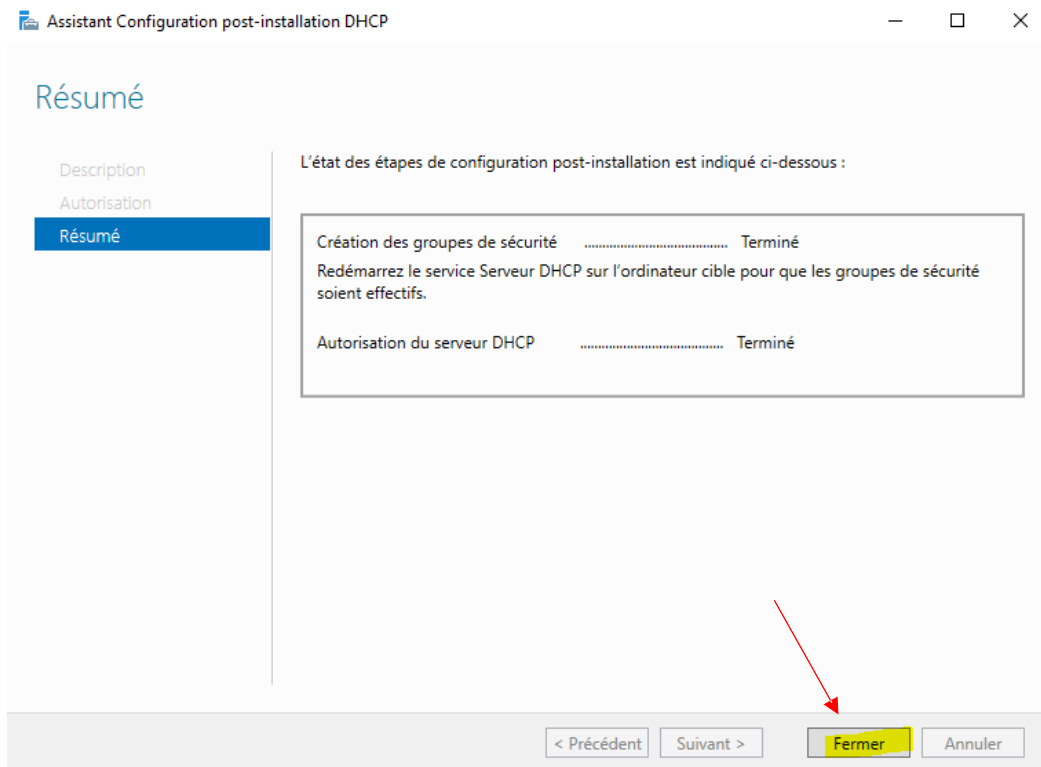 Assistant Configuration post-installation DHCP
Résumé
Description
Autorisation
Résumé
L'état des étapes de configuration post-installation est indiqué ci-dessous :
Création des groupes de sécurité ........................................ Terminé
Redémarrez le service Serveur DHCP sur l'ordinateur cible pour que les groupes de sécurité
soient effectifs.
Autorisation du serveur DHCP ........................................ Terminé
< Précédent Suivant > Fermer Annuler